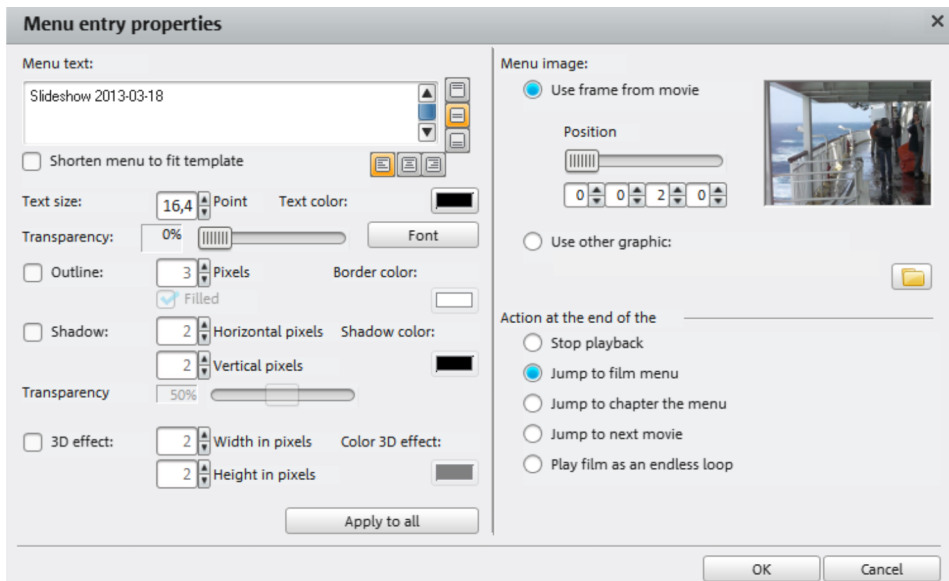 Menu entry properties
Menu text:
Slideshow 2013-03-18
Shorten menu to fit template
Text size: 16,4 Point Text color:
Transparency: 0% Font
Outline: 3 Pixels Border color:
Filled
Shadow: 2 Horizontal pixels Shadow color:
2 Vertical pixels
Transparency 50%
3D effect: 2 Width in pixels Color 3D effect:
2 Height in pixels
Apply to all
Menu image:
Use frame from movie
Position
0 0 2 0
Use other graphic:
Action at the end of the
Stop playback
Jump to film menu
Jump to chapter the menu
Jump to next movie
Play film as an endless loop
OK Cancel